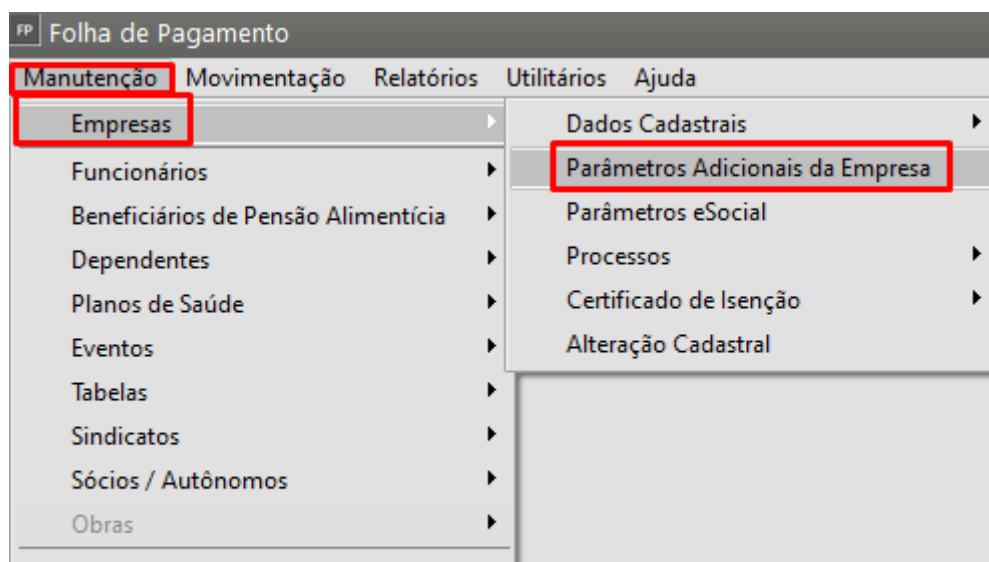 FP Folha de Pagamento
Manutenção Movimentação Relatórios Utilitários Ajuda
Empresas
Funcionários
Beneficiários de Pensão Alimentícia
Dependentes
Planos de Saúde
Eventos
Tabelas
Sindicatos
Sócios / Autônomos
Obras
Dados Cadastrais
Parâmetros Adicionais da Empresa
Parâmetros eSocial
Processos
Certificado de Isenção
Alteração Cadastral